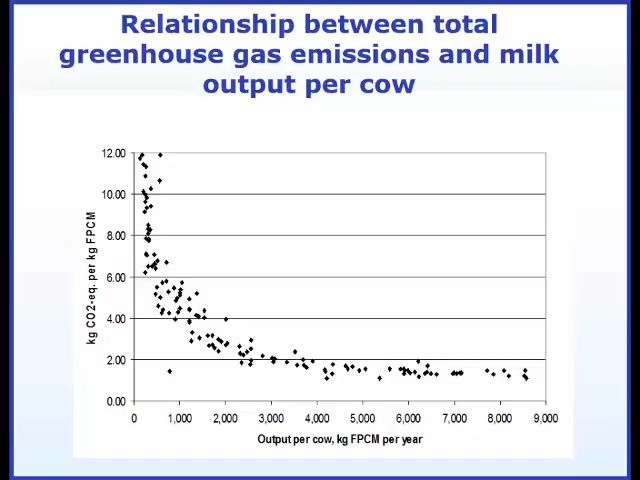 Relationship between total
greenhouse gas emissions and milk
output per cow
12.00
10.00
8.00
6.00
4.00
2.00
0.00
kg CO2-eq. per kg FPCM
0 1,000 2,000 3,000 4,000 5,000 6,000 7,000 8,000 9,000
Output per cow, kg FPCM per year